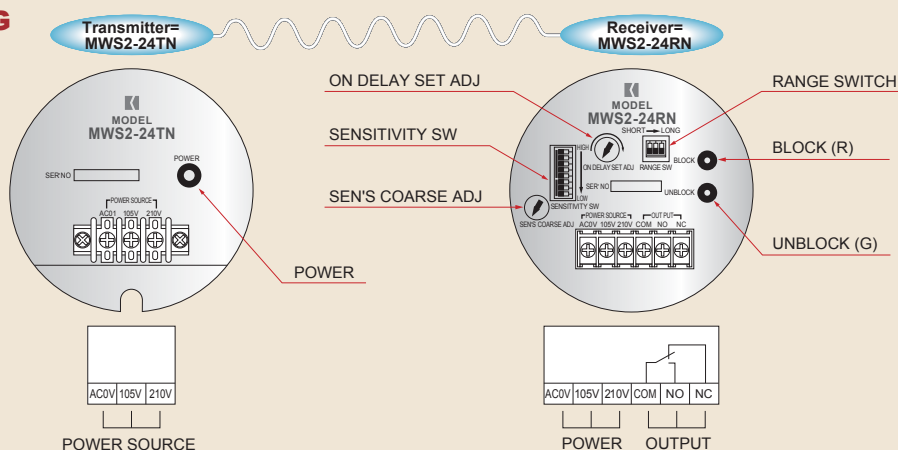 G
Transmitter=
MWS2-24TN
Receiver=
MWS2-24RN
MODEL
MWS2-24TN
POWER
SER'NO
POWER SOURCE
AC01 105V 210V
POWER
AC0V 105V 210V
POWER SOURCE
ON DELAY SET ADJ
SENSITIVITY SW
SEN'S COARSE ADJ
RANGE SWITCH
BLOCK (R)
UNBLOCK (G)
MODEL
MWS2-24RN
SHORT LONG
HIGH
ON DELAY SET ADJ
RANGE SW
BLOCK
SER' NO
UNBLOCK
LOW
SENSITIVITY SW
SEN'S COARSE ADJ
POWER SOURCE OUT PUT
AC0V 105V 210V COM NO NC
AC0V 105V 210V COM NO NC
POWER OUTPUT